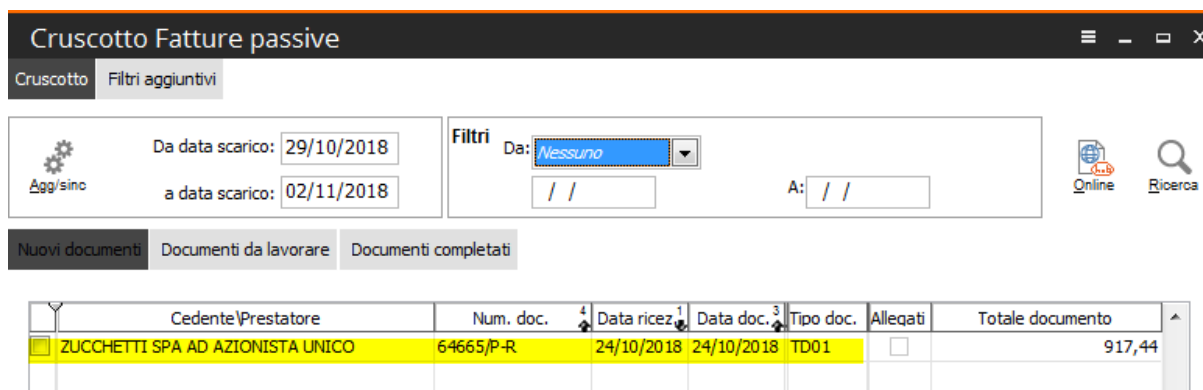 Cruscotto Fatture passive
Cruscotto Filtri aggiuntivi
Agg/sinc
Da data scarico: 29/10/2018
a data scarico: 02/11/2018
Filtri Da: Nessuno
/ / A: / /
Online Ricerca
Nuovi documenti Documenti da lavorare Documenti completati
Cedente\Prestatore Num. doc. 4 Data ricez 1 Data doc. 3 Tipo doc. Allegati Totale documento
ZUCCHETTI SPA AD AZIONISTA UNICO 64665/P-R 24/10/2018 24/10/2018 TD01 917,44